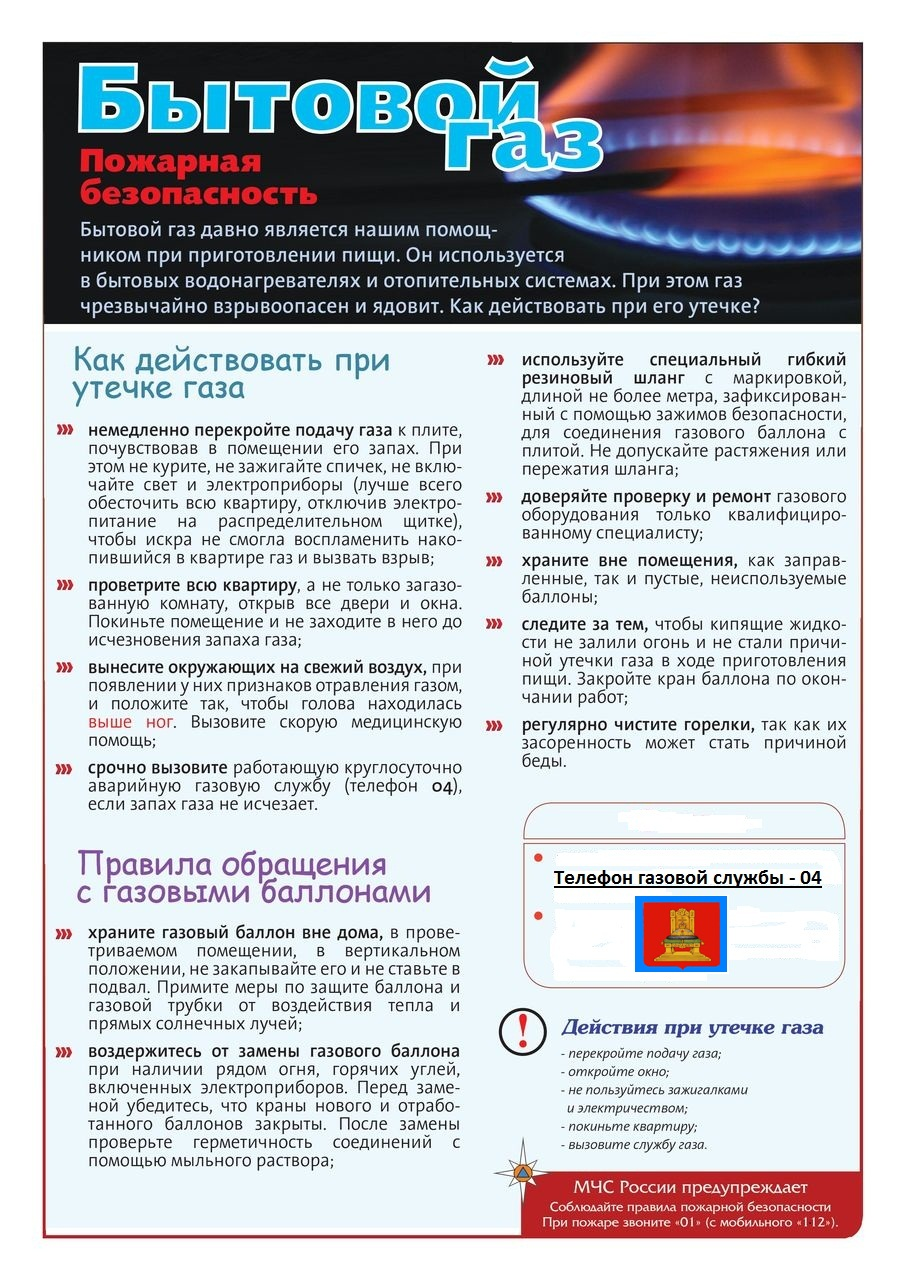 Бытовой
газ
Пожарная
безопасность
Бытовой газ давно является нашим помощ-
ником при приготовлении пищи. Он используется
в бытовых водонагревателях и отопительных системах. При этом газ
чрезвычайно взрывоопасен и ядовит. Как действовать при его утечке?
Как действовать при
утечке газа
немедленно перекройте подачу газа к плите,
почувствовав в помещении его запах. При
этом не курите, не зажигайте спичек, не вклю-
чайте свет и электроприборы (лучше всего
обесточить всю квартиру, отключив электро-
питание на распределительном щитке),
чтобы искра не смогла воспламенить нако-
пившийся в квартире газ и вызвать взрыв;
проветрите всю квартиру, а не только загазо-
ванную комнату, открыв все двери и окна.
Покиньте помещение и не заходите в него до
исчезновения запаха газа;
вынесите окружающих на свежий воздух, при
появлении у них признаков отравления газом,
и положите так, чтобы голова находилась
выше ног. Вызовите скорую медицинскую
помощь;
срочно вызовите работающую круглосуточно
аварийную газовую службу (телефон 04),
если запах газа не исчезает.
Правила обращения
с газовыми баллонами
храните газовый баллон вне дома, в прове-
триваемом помещении, в вертикальном
положении, не закапывайте его и не ставьте в
подвал. Примите меры по защите баллона и
газовой трубки от воздействия тепла и
прямых солнечных лучей;
воздержитесь от замены газового баллона
при наличии рядом огня, горячих углей,
включенных электроприборов. Перед заме-
ной убедитесь, что краны нового и отрабо-
танного баллонов закрыты. После замены
проверьте герметичность соединений с
помощью мыльного раствора;
используйте специальный гибкий
резиновый шланг с маркировкой,
длиной не более метра, зафиксирован-
ный с помощью зажимов безопасности,
для соединения газового баллона с
плитой. Не допускайте растяжения или
пережатия шланга;
доверяйте проверку и ремонт газового
оборудования только квалифициро-
ванному специалисту;
храните вне помещения, как заправ-
ленные, так и пустые, неиспользуемые
баллоны;
следите за тем, чтобы кипящие жидко-
сти не залили огонь и не стали причи-
ной утечки газа в ходе приготовления
пищи. Закройте кран баллона по окон-
чании работ;
регулярно чистите горелки, так как их
засоренность может стать причиной
беды.
Телефон газовой службы - 04
! Действия при утечке газа
- перекройте подачу газа;
- откройте окно;
- не пользуйтесь зажигалками
и электричеством;
- покиньте квартиру;
- вызовите службу газа.
МЧС России предупреждает
Соблюдайте правила пожарной безопасности
При пожаре звоните «01» (с мобильного «112»).